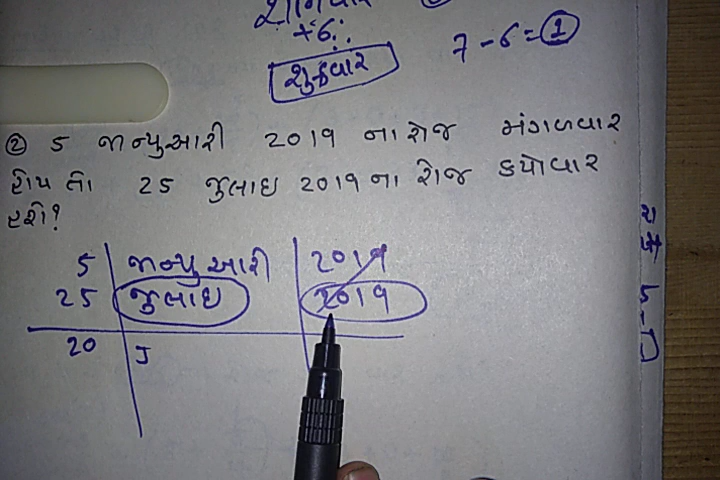 +6
7 - 6 = 1
શુક્રવાર
② 5 જાન્યુઆરી 2019 ના રોજ મંગળવાર
હોય તો 25 જુલાઇ 2019 ના રોજ કયોવાર
હશે?
5 જાન્યુઆરી 2019
25 જુલાઇ 2019
20 J